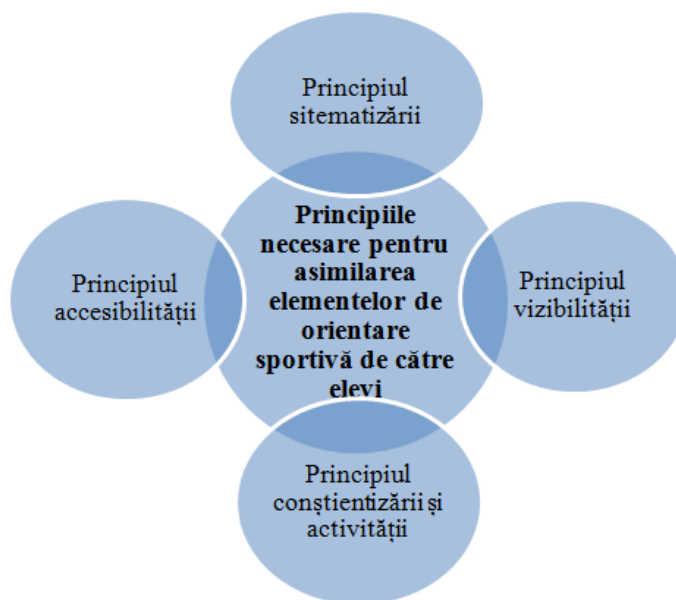 Principiul
sitematizării
Principiile
necesare pentru
asimilarea
elementelor de
orientare
sportivă de către
elevi
Principiul
accesibilității
Principiul
vizibilității
Principiul
conștientizării și
activității